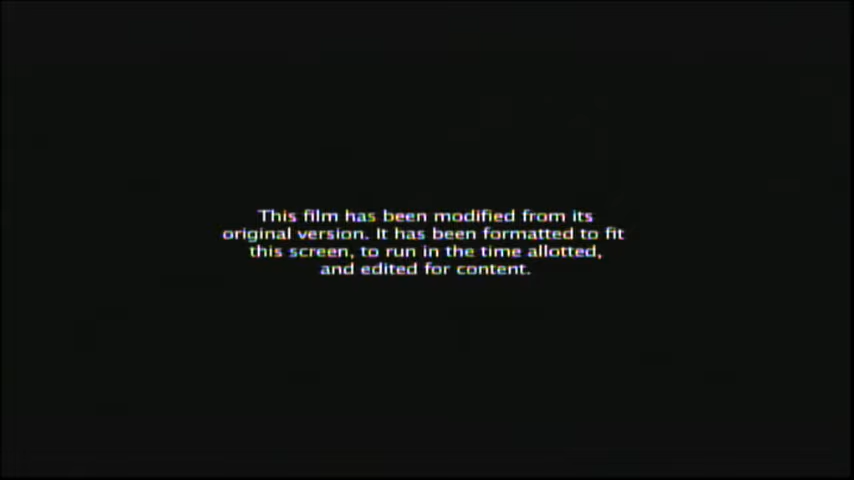 This film has been modified from its
original version. It has been formatted to fit
this screen, to run in the time allotted,
and edited for content.